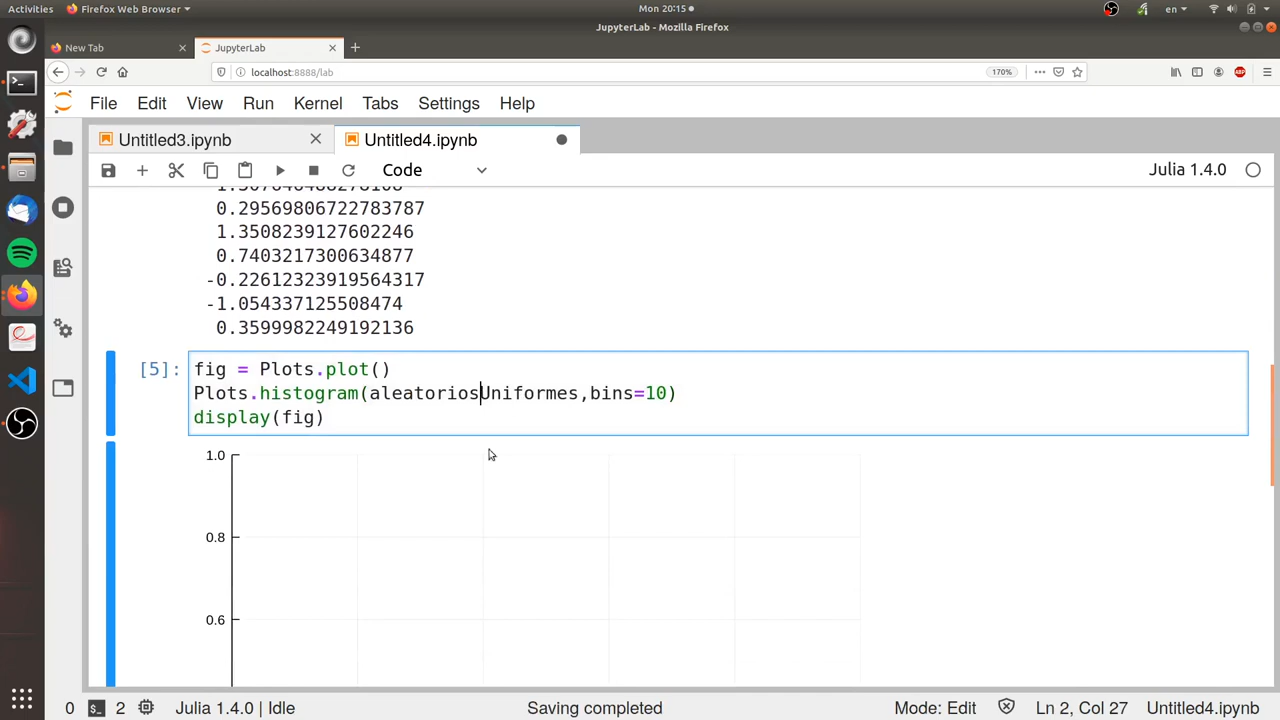 Activities Firefox Web Browser Mon 20:15 en
JupyterLab - Mozilla Firefox
New Tab JupyterLab
localhost:8888/lab 170% ABP
File Edit View Run Kernel Tabs Settings Help
Untitled3.ipynb Untitled4.ipynb
Code Julia 1.4.0
0.29569806722783787
1.35082391276022​46
0.7403217300634877
-0.22612323919564317
-1.054337125508474
0.3599982249192136
[5]: fig = Plots.plot()
Plots.histogram(aleatoriosUniformes,bins=10)
display(fig)
1.0
0.8
0.6
0 2 Julia 1.4.0 | Idle Saving completed Mode: Edit Ln 2, Col 27 Untitled4.ipynb